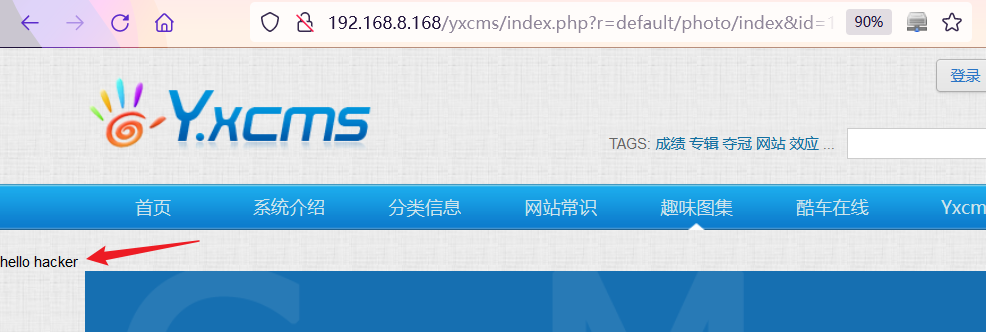 192.168.8.168/yxcms/index.php?r=default/photo/index&id=1
90%
登录
Y.xcms
TAGS: 成绩 专辑 夺冠 网站 效应 ...
首页 系统介绍 分类信息 网站常识 趣味图集 酷车在线 Yxcm
hello hacker
C M